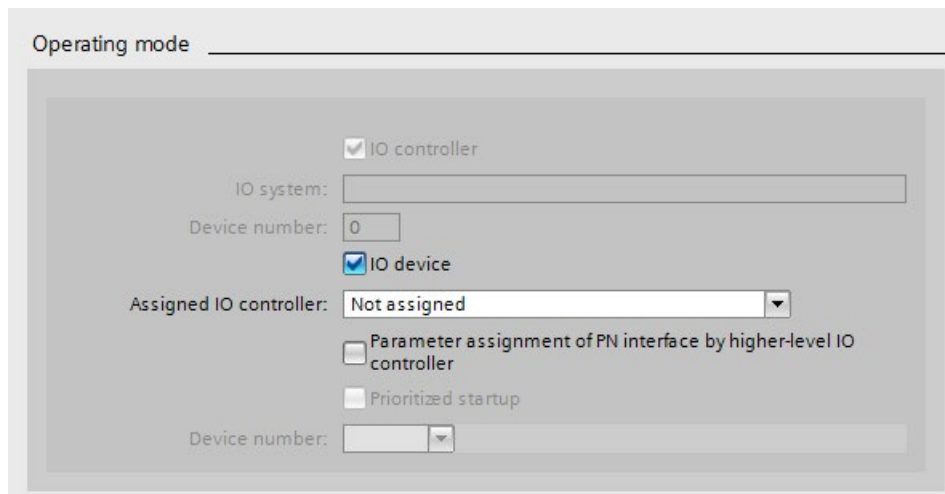 Operating mode
IO controller
IO system:
Device number: 0
IO device
Assigned IO controller: Not assigned
Parameter assignment of PN interface by higher-level IO
controller
Prioritized startup
Device number: